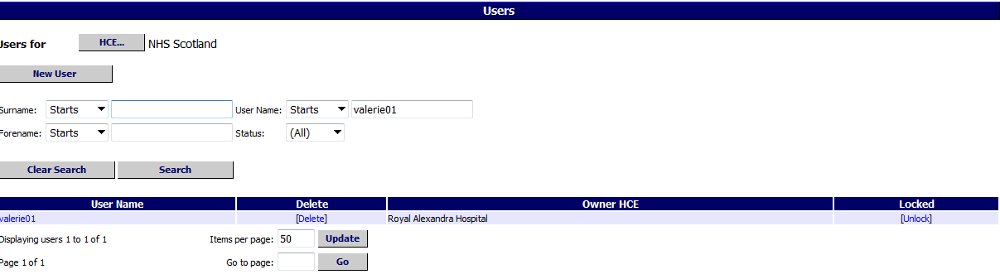 Users
Users for HCE... NHS Scotland
New User
Surname: Starts User Name: Starts valerie01
Forename: Starts Status: (All)
Clear Search Search
User Name Delete Owner HCE Locked
valerie01 [Delete] Royal Alexandra Hospital [Unlock]
Displaying users 1 to 1 of 1 Items per page: 50 Update
Page 1 of 1 Go to page: Go